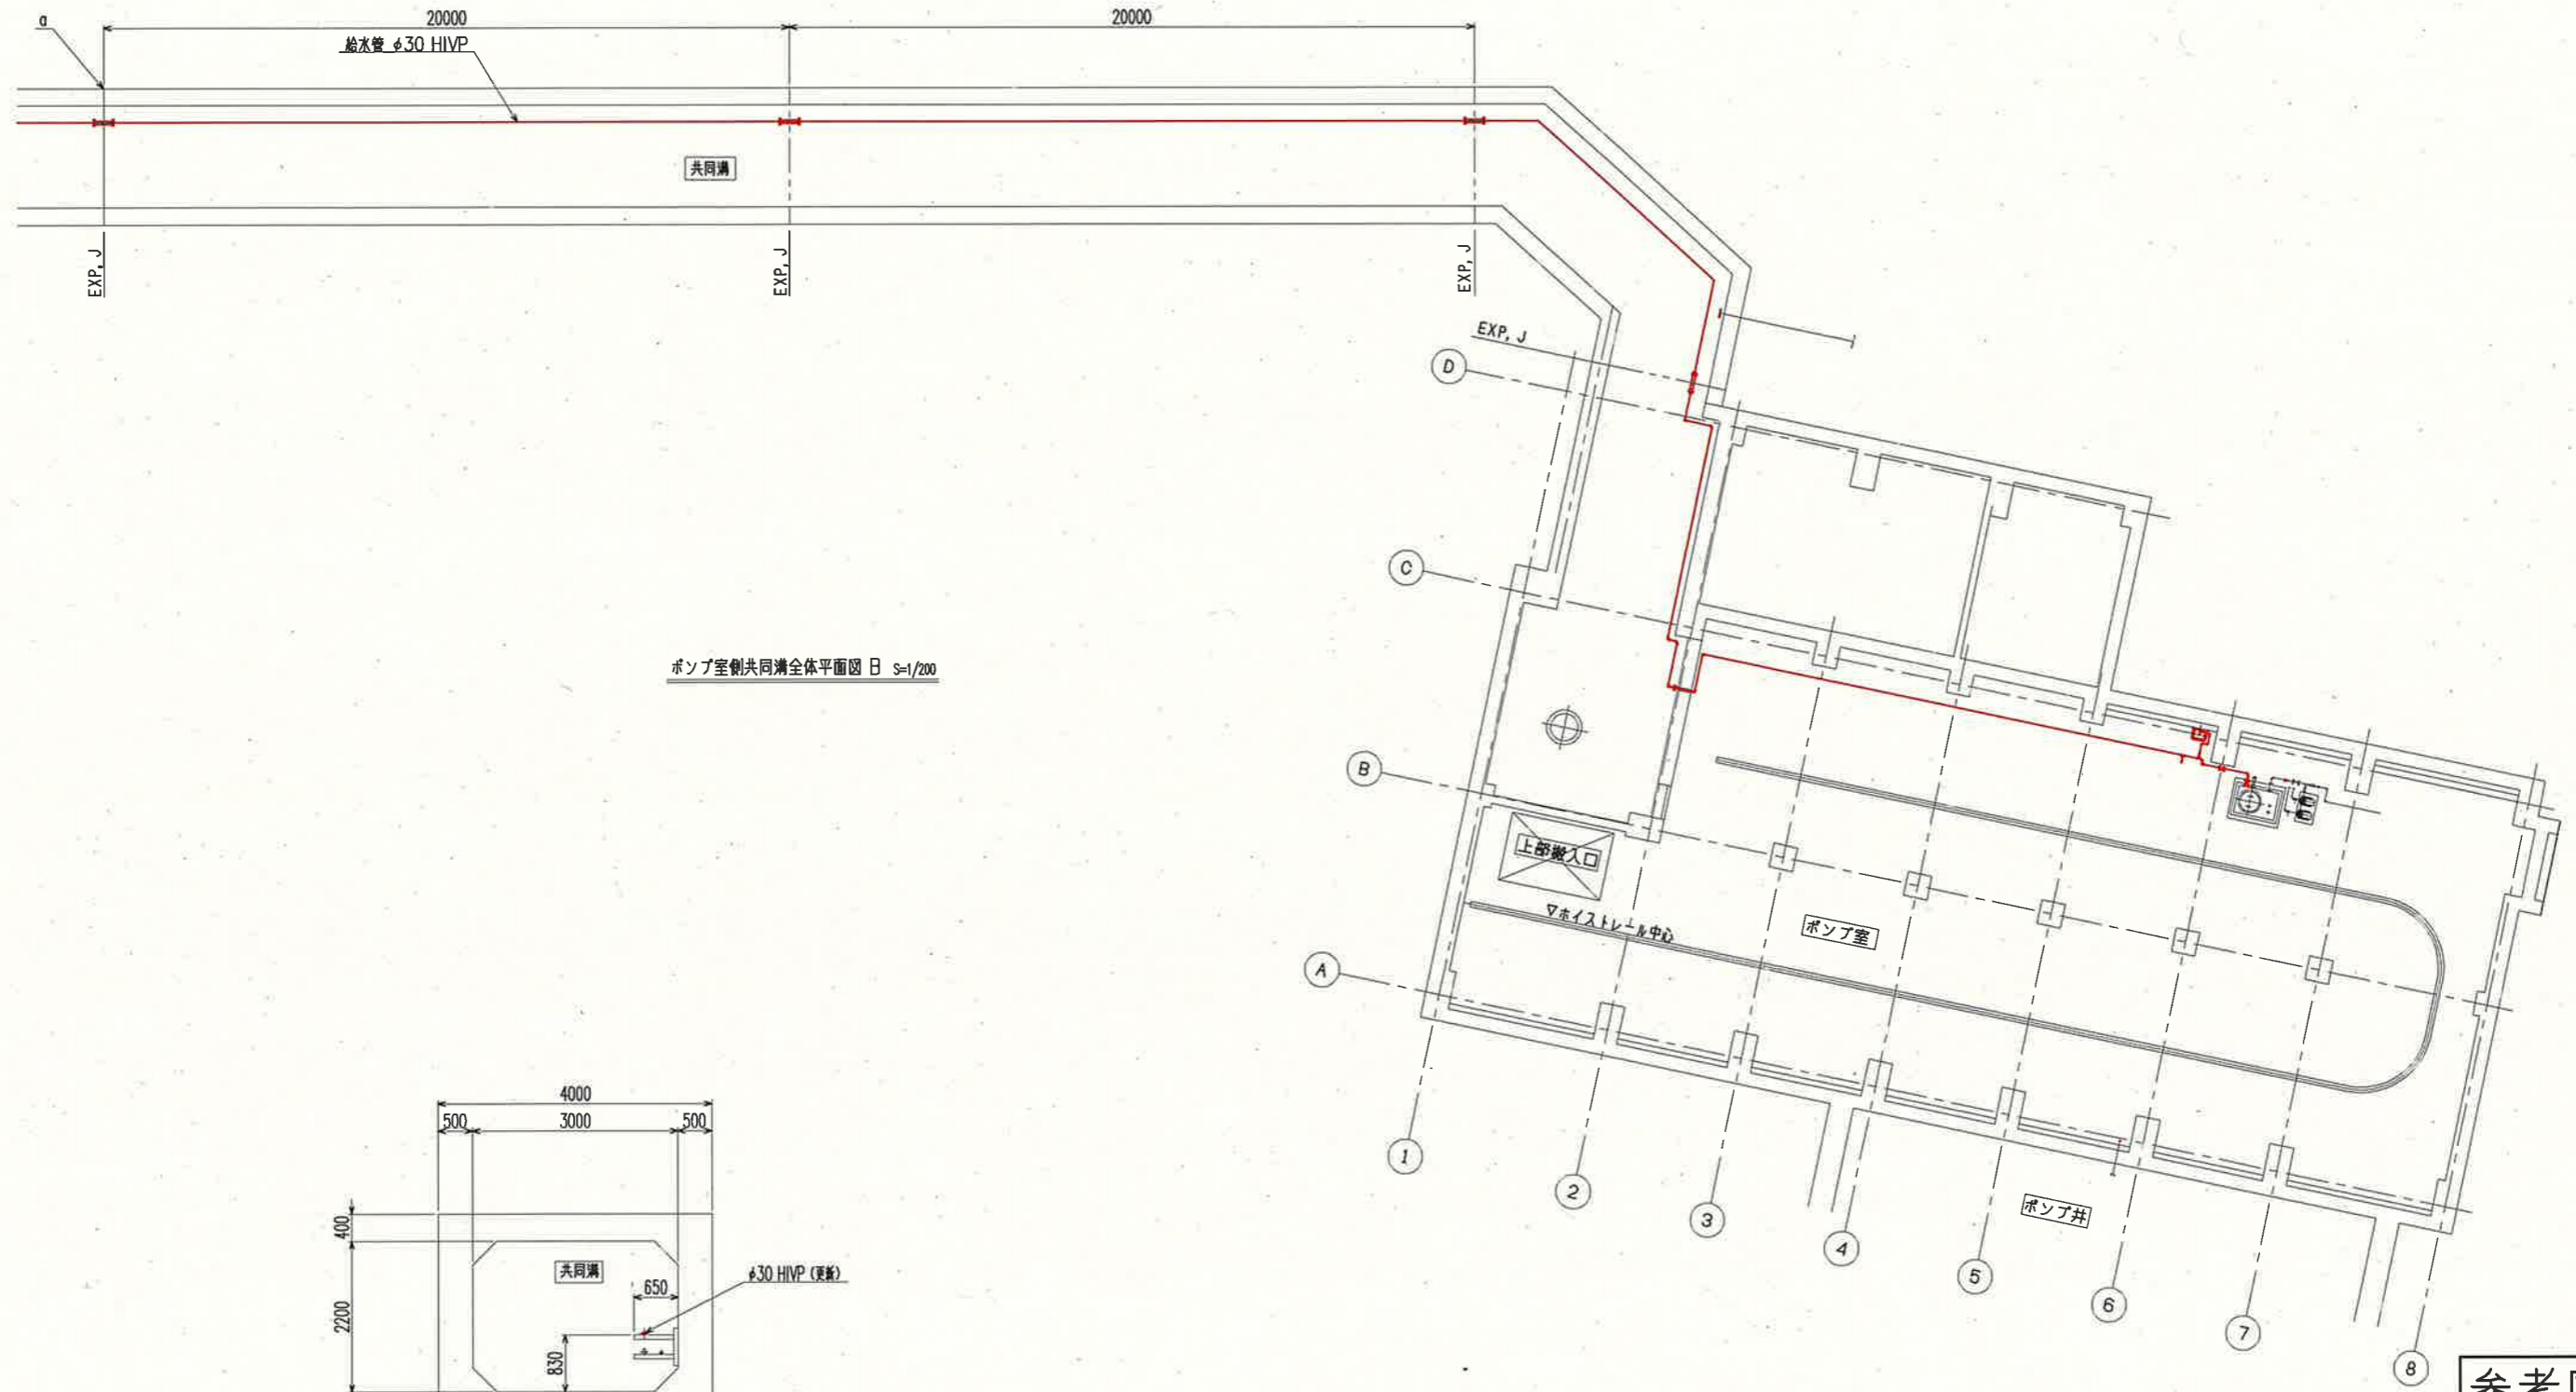 a
20000
20000
給水管 φ30 HIVP
共同溝
EXP, J
EXP, J
EXP, J
EXP, J
D
C
B
A
ポンプ室側共同溝全体平面図 B S=1/200
上部搬入口
▽ホイストレール中心
ポンプ室
ポンプ井
1
2
3
4
5
6
7
8
4000
500
3000
500
400
2200
共同溝
650
830
φ30 HIVP (更新)
参考